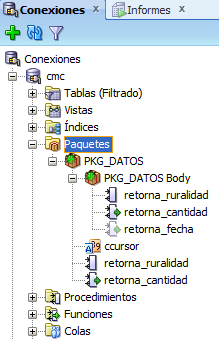 Conexiones
Informes
Conexiones
cmc
Tablas (Filtrado)
Vistas
Índices
Paquetes
PKG_DATOS
PKG_DATOS Body
retorna_ruralidad
retorna_cantidad
retorna_fecha
ccursor
retorna_ruralidad
retorna_cantidad
Procedimientos
Funciones
Colas